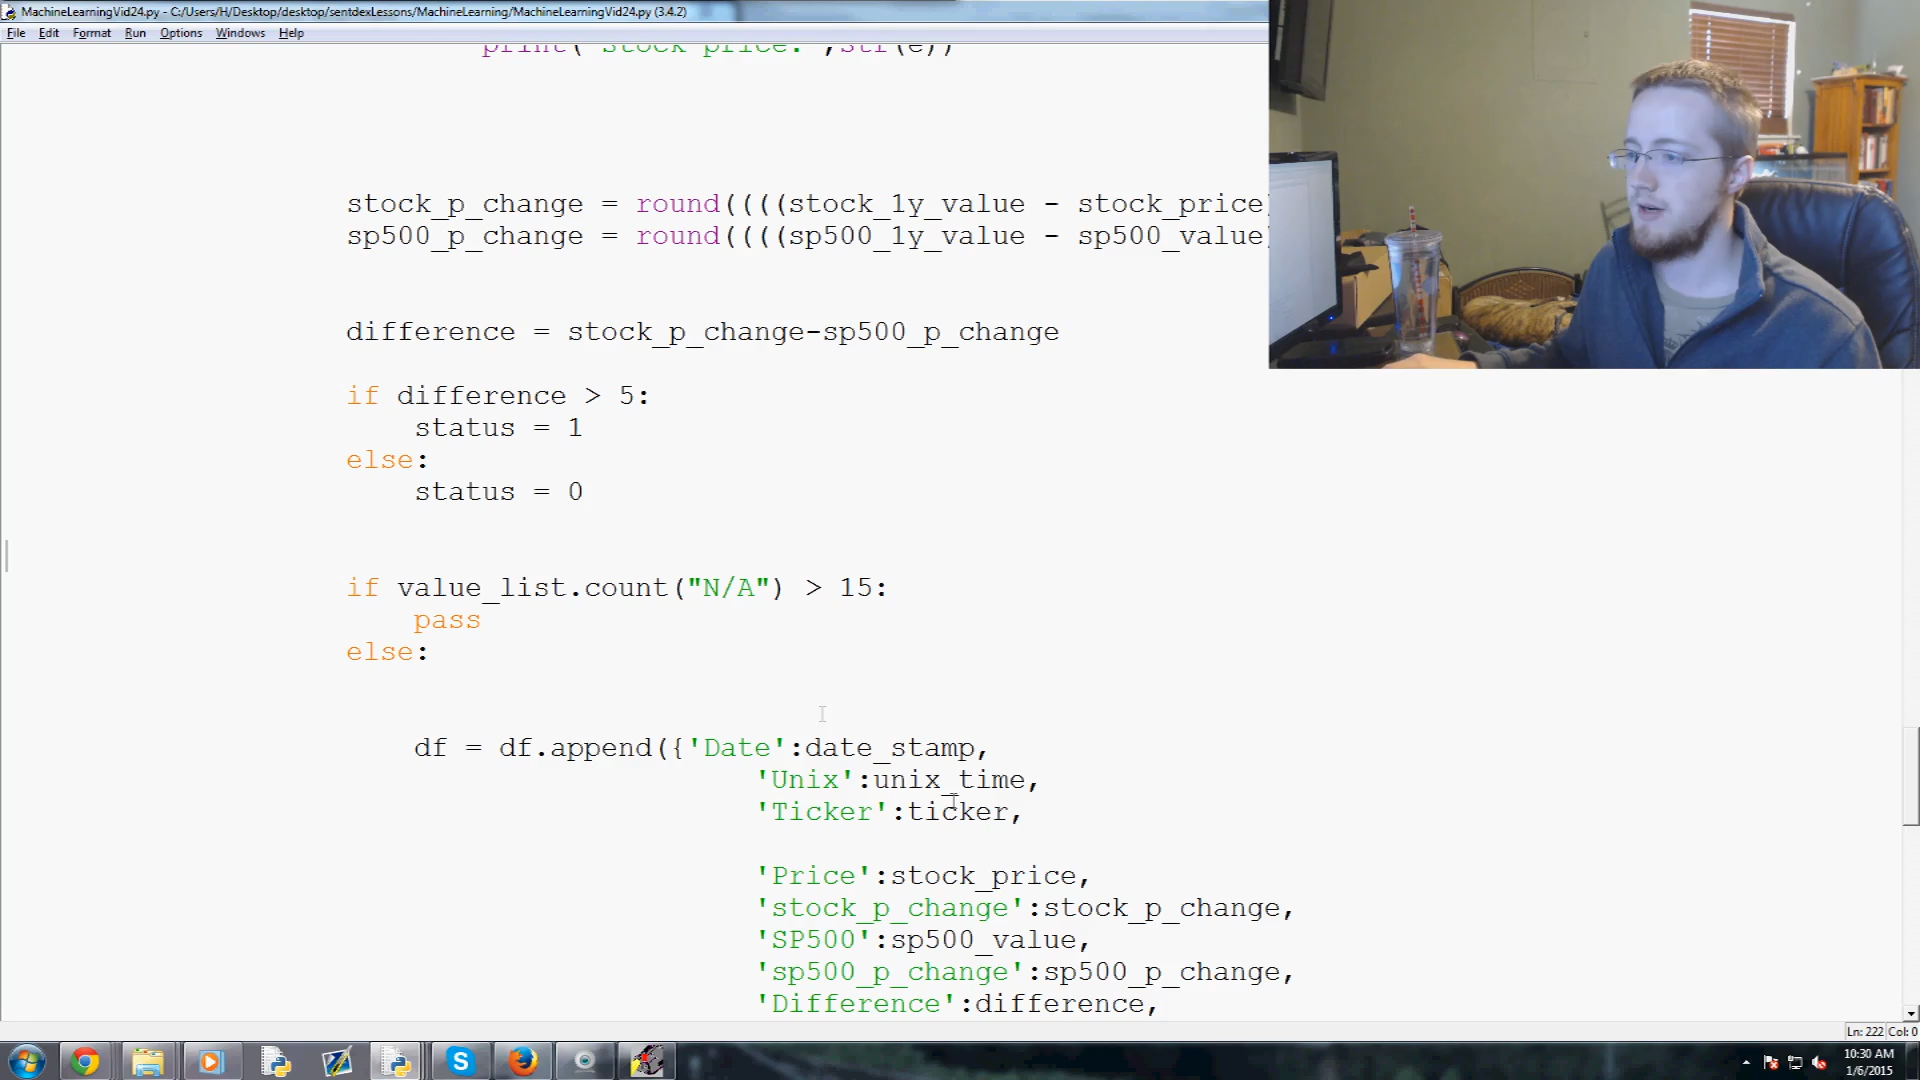 MachineLearningVid24.py - C:/Users/H/Desktop/desktop/sentdexLessons/MachineLearning/MachineLearningVid24.py (3.4.2)
File Edit Format Run Options Windows Help
print("Stock price:",str(e))
stock_p_change = round((((stock_1y_value - stock_price)
sp500_p_change = round((((sp500_1y_value - sp500_value)
difference = stock_p_change-sp500_p_change
if difference > 5:
status = 1
else:
status = 0
if value_list.count("N/A") > 15:
pass
else:
df = df.append({'Date':date_stamp,
'Unix':unix_time,
'Ticker':ticker,
'Price':stock_price,
'stock_p_change':stock_p_change,
'SP500':sp500_value,
'sp500_p_change':sp500_p_change,
'Difference':difference,
Ln: 222 Col: 0
10:30 AM
1/6/2015